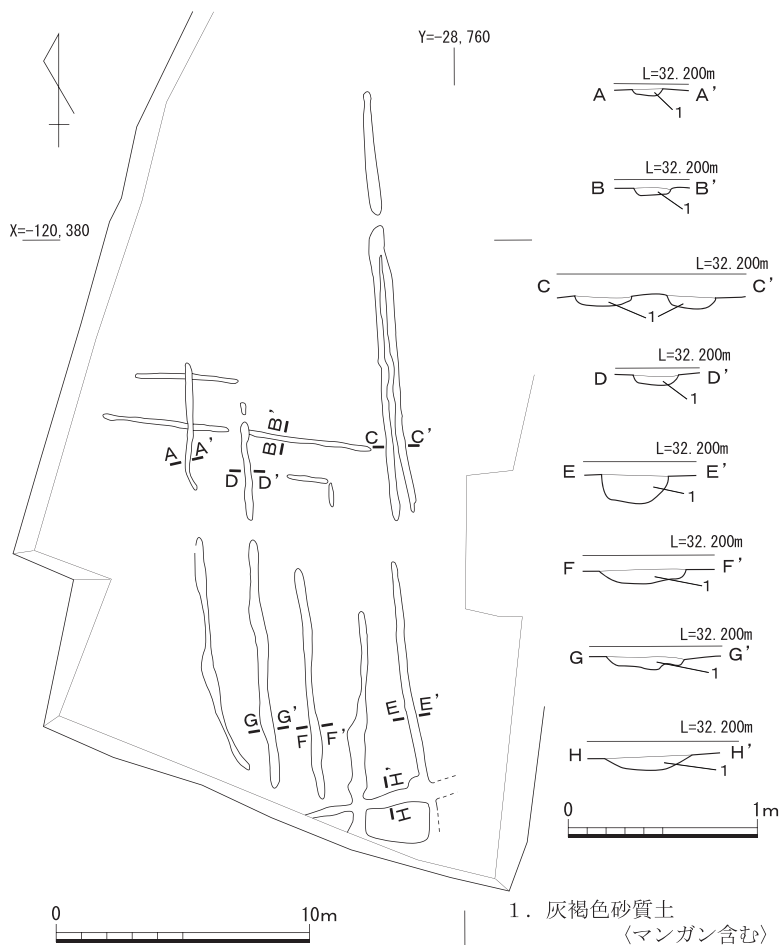 Y=-28,760
X=-120,380
A A'
B B'
C C'
D D'
E E'
F F'
G G'
H H'
L=32.200m
A A'
1
L=32.200m
B B'
1
L=32.200m
C C'
1
L=32.200m
D D'
1
L=32.200m
E E'
1
L=32.200m
F F'
1
L=32.200m
G G'
1
L=32.200m
H H'
1
0 1m
0 10m
1. 灰褐色砂質土
〈マンガン含む〉